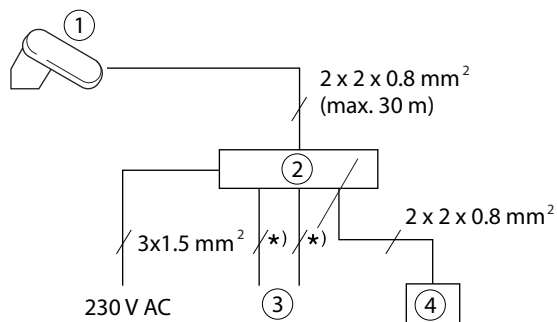 ①
2 x 2 x 0.8 mm²
(max. 30 m)
②
2 x 2 x 0.8 mm²
3x1.5 mm²
*)
*)
230 V AC
③
④